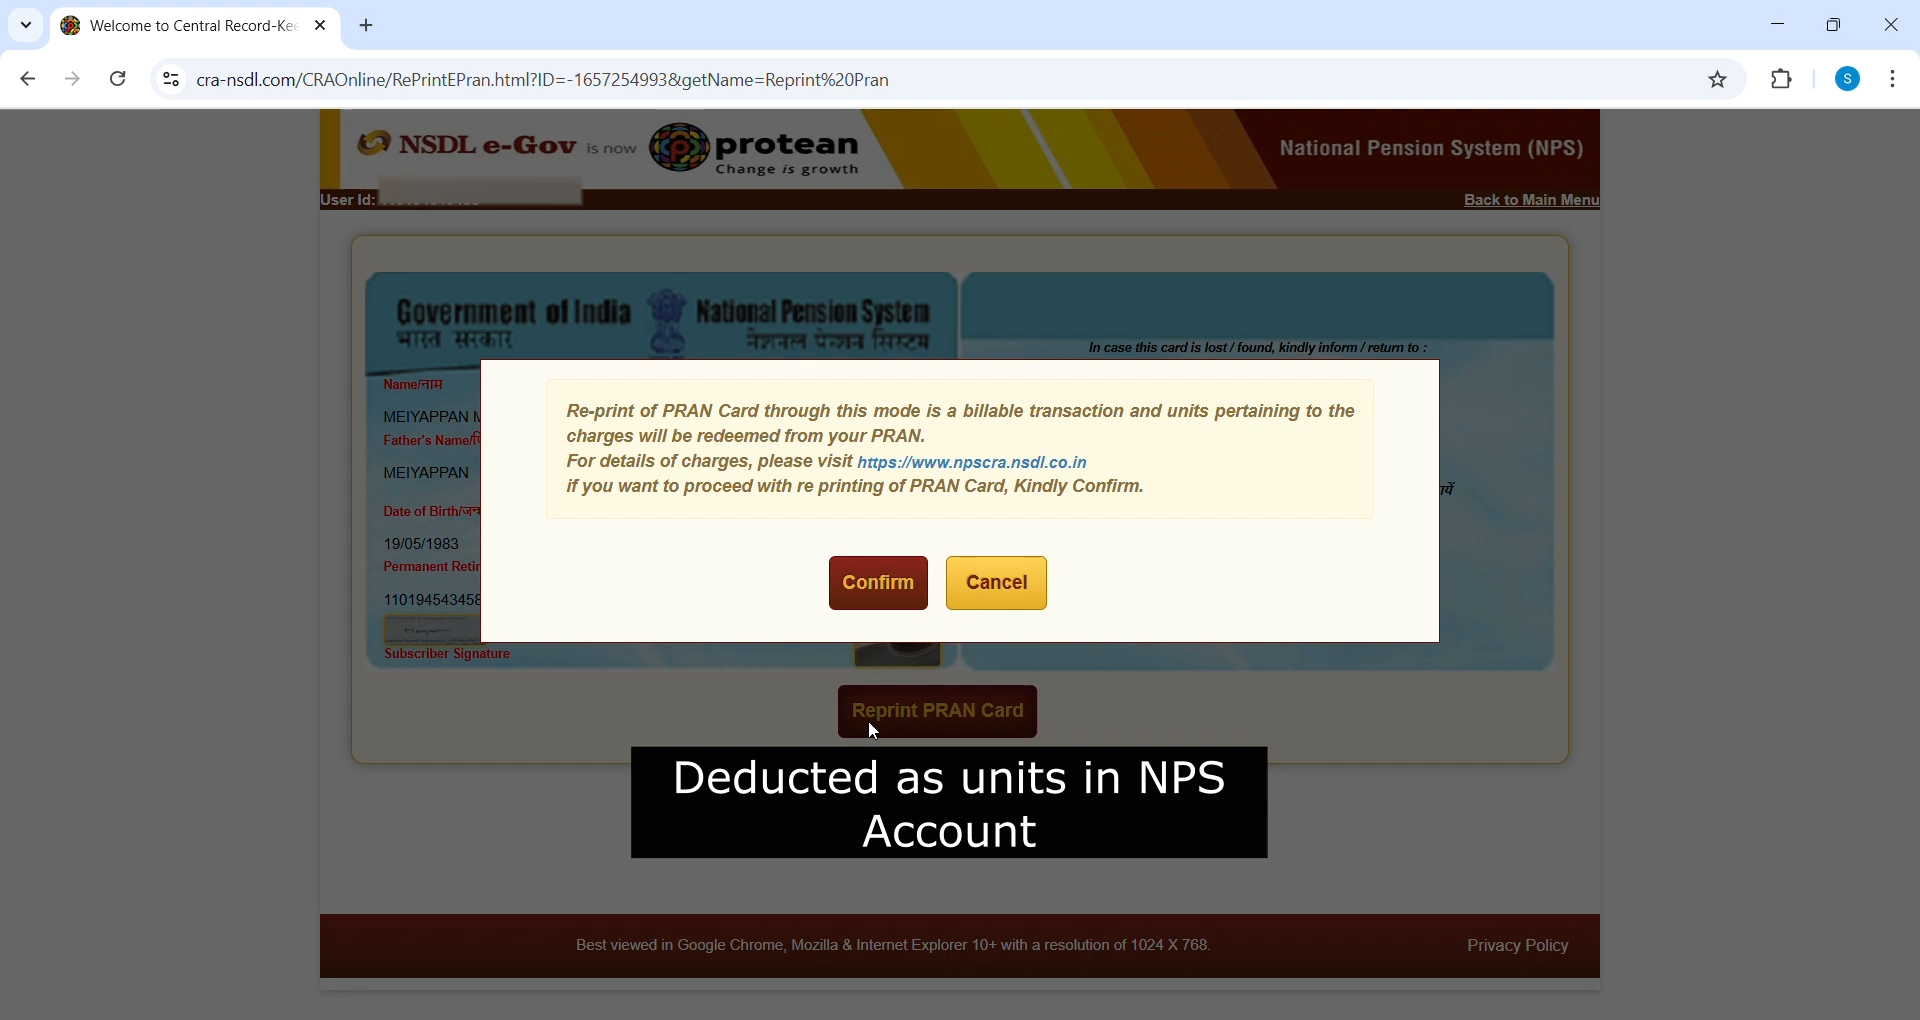 Welcome to Central Record-Kee
cra-nsdl.com/CRAOnline/RePrintEPran.html?ID=-1657254993&getName=Reprint%20Pran
S
NSDL e-Gov is now protean
Change is growth
National Pension System (NPS)
User Id:
Back to Main Menu
Government of India
National Pension System
भारत सरकार
नेशनल पेन्शन सिस्टम
In case this card is lost / found, kindly inform / return to :
Name/नाम
MEIYAPPAN
Father's Name/
MEIYAPPAN
Date of Birth/
19/05/1983
Permanent
110194543458
Subscriber Signature
Re-print of PRAN Card through this mode is a billable transaction and units pertaining to the
charges will be redeemed from your PRAN.
For details of charges, please visit https://www.npscra.nsdl.co.in
if you want to proceed with re printing of PRAN Card, Kindly Confirm.
Confirm
Cancel
Reprint PRAN Card
Deducted as units in NPS
Account
Best viewed in Google Chrome, Mozilla & Internet Explorer 10+ with a resolution of 1024 X 768.
Privacy Policy